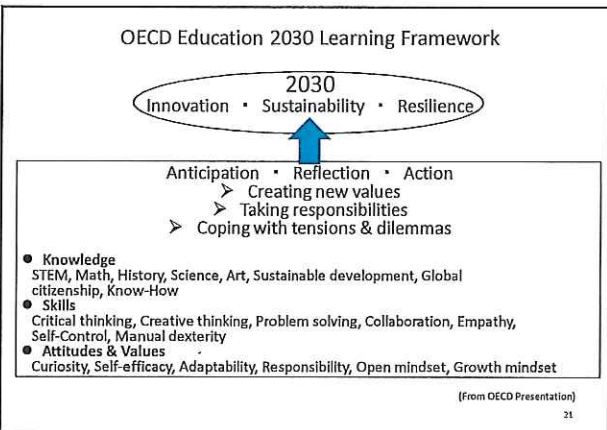 OECD Education 2030 Learning Framework
2030
Innovation ・ Sustainability ・ Resilience
Anticipation ・ Reflection ・ Action
➢ Creating new values
➢ Taking responsibilities
➢ Coping with tensions & dilemmas
● Knowledge
STEM, Math, History, Science, Art, Sustainable development, Global
citizenship, Know-How
● Skills
Critical thinking, Creative thinking, Problem solving, Collaboration, Empathy,
Self-Control, Manual dexterity
● Attitudes & Values
Curiosity, Self-efficacy, Adaptability, Responsibility, Open mindset, Growth mindset
(From OECD Presentation)
21